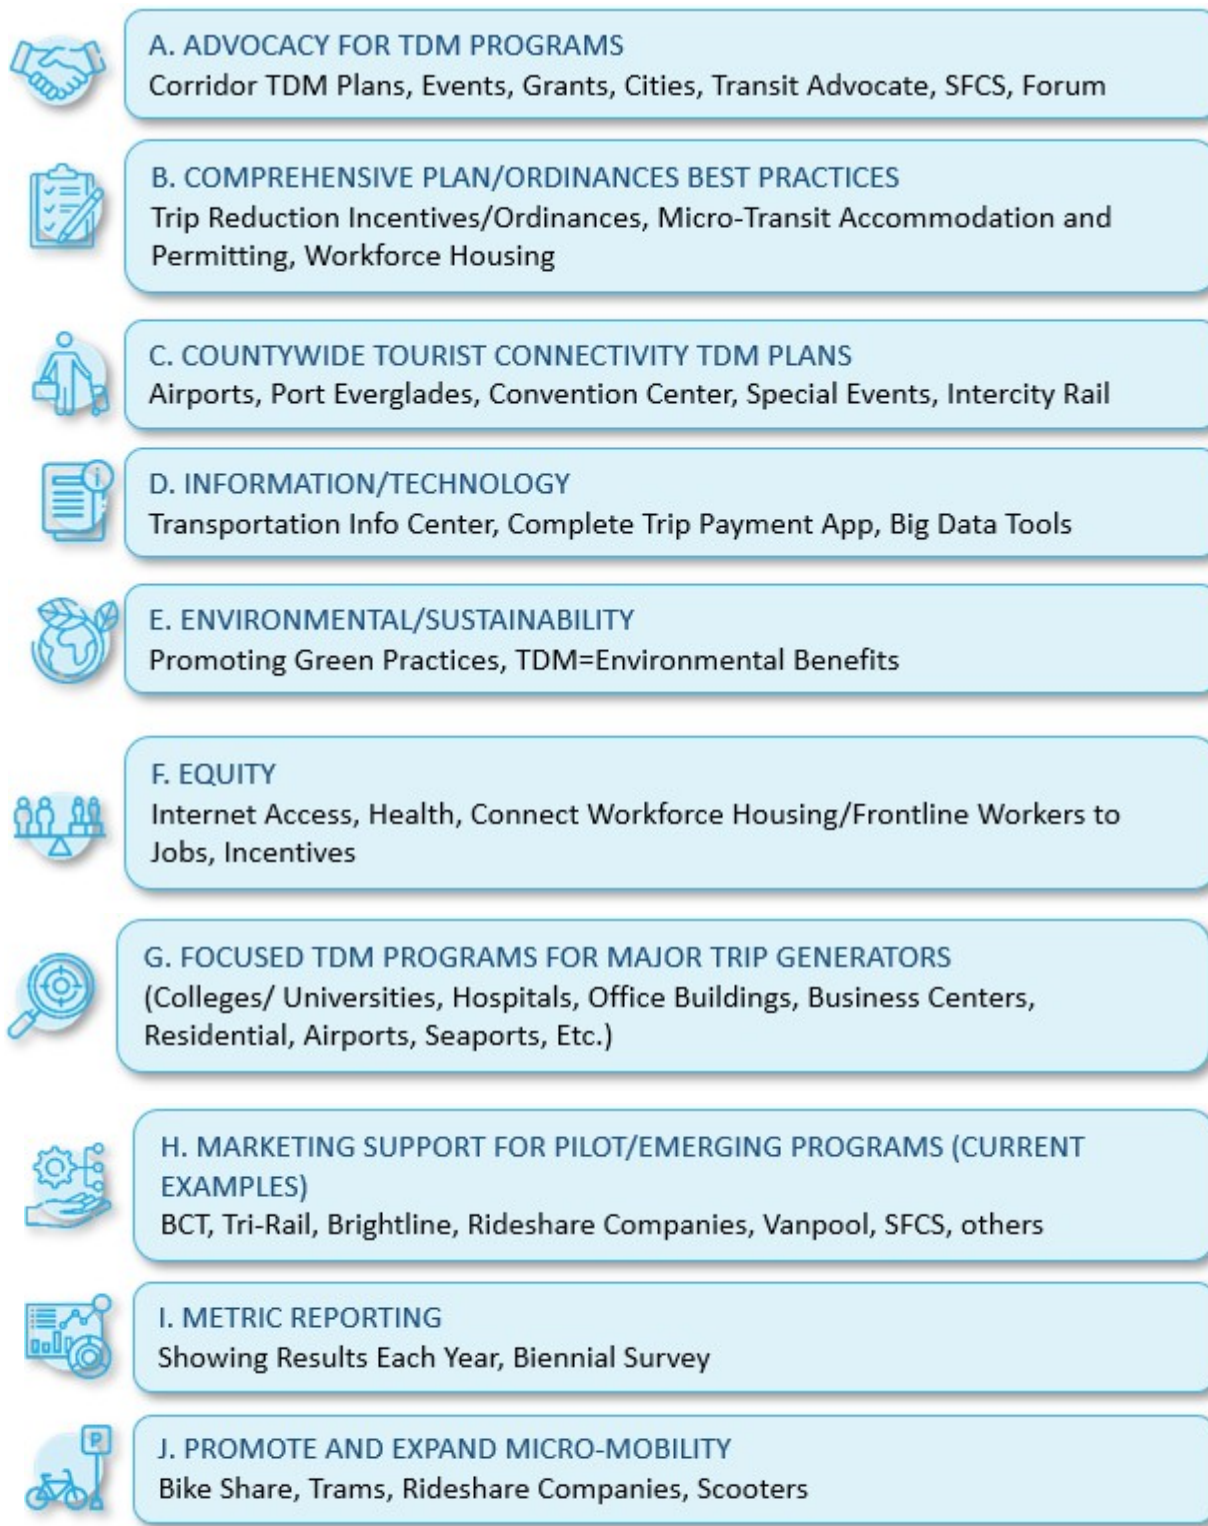 A. ADVOCACY FOR TDM PROGRAMS
Corridor TDM Plans, Events, Grants, Cities, Transit Advocate, SFCS, Forum
B. COMPREHENSIVE PLAN/ORDINANCES BEST PRACTICES
Trip Reduction Incentives/Ordinances, Micro-Transit Accommodation and
Permitting, Workforce Housing
C. COUNTYWIDE TOURIST CONNECTIVITY TDM PLANS
Airports, Port Everglades, Convention Center, Special Events, Intercity Rail
D. INFORMATION/TECHNOLOGY
Transportation Info Center, Complete Trip Payment App, Big Data Tools
E. ENVIRONMENTAL/SUSTAINABILITY
Promoting Green Practices, TDM=Environmental Benefits
F. EQUITY
Internet Access, Health, Connect Workforce Housing/Frontline Workers to
Jobs, Incentives
G. FOCUSED TDM PROGRAMS FOR MAJOR TRIP GENERATORS
(Colleges/ Universities, Hospitals, Office Buildings, Business Centers,
Residential, Airports, Seaports, Etc.)
H. MARKETING SUPPORT FOR PILOT/EMERGING PROGRAMS (CURRENT
EXAMPLES)
BCT, Tri-Rail, Brightline, Rideshare Companies, Vanpool, SFCS, others
I. METRIC REPORTING
Showing Results Each Year, Biennial Survey
P
J. PROMOTE AND EXPAND MICRO-MOBILITY
Bike Share, Trams, Rideshare Companies, Scooters